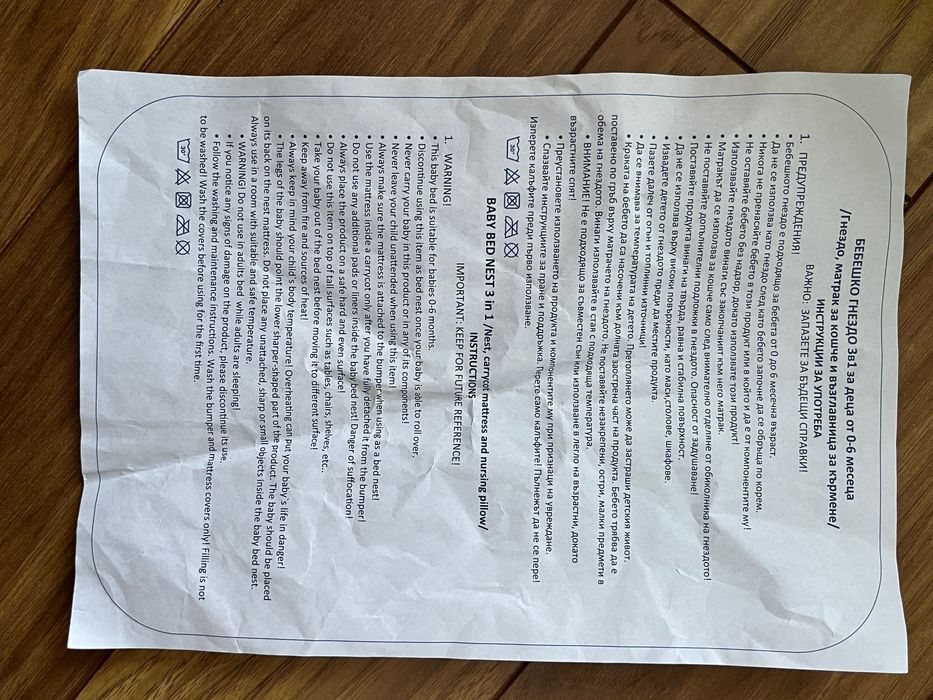 БЕБЕШКО ГНЕЗДО 3в1 за деца от 0-6 месеца
/Гнездо, матрак за кошче и възглавница за кърмене/
ИНСТРУКЦИИ ЗА УПОТРЕБА
ВАЖНО: ЗАПАЗЕТЕ ЗА БЪДЕЩИ СПРАВКИ!
1. ПРЕДУПРЕЖДЕНИЯ!
• Бебешкото гнездо е подходящо за бебета от 0 до 6 месечна възраст.
• Да не се използва като гнездо след като бебето започне да се обръща по корем.
• Никога не пренасяйте бебето в този продукт или в който и да е от компонентите му!
• Не оставяйте бебето без надзор, докато използвате този продукт!
• Използвайте гнездото винаги със закопчаният към него матрак.
• Матракът да се използва за кошче само след внимателно отделяне от обиколника на гнездото!
• Не поставяйте допълнителни подложки в гнездото. Опасност от задушаване!
• Поставяйте продукта винаги на твърда, равна и стабилна повърхност.
• Да не се използва върху високи повърхности, като маси,столове, шкафове.
• Извадете детето от гнездото преди да местите продукта.
• Пазете далеч от огън и топлинни източници!
• Да се внимава за температурата на детето. Прегопянето може да застраши детския живот.
• Краката на бебето да са насочени към долната заострена част на продукта. Бебето трябва да е
поставено по гръб върху матрачето на гнездото. Не поставяйте незакрепени, остри, малки предмети в
обема на гнездото. Винаги използвайте в стая с подходяща температура.
• ВНИМАНИЕ! Не е подходящо за съвместен сън или използване в легло на възрастни, докато
възрастните спят!
• Преустановете използването на продукта и компонентите му при признаци на увреждане.
• Спазвайте инструкциите за пране и поддръжка. Перете само калъфите! Пълнежът да не се пере!
Изперете калъфите преди първо използване.
30°
BABY BED NEST 3 in 1 /Nest, carrycot mattress and nursing pillow/
INSTRUCTIONS
IMPORTANT: KEEP FOR FUTURE REFERENCE!
1. WARNING!
• This baby bed is suitable for babies 0-6 months.
• Discontinue using this item as bed nest once your baby is able to roll over.
• Never carry your baby in this product or in any of its components!
• Never leave your child unattended when using this item!
• Always make sure the mattress is attached to the bumper when using as a bed nest!
• Use the mattress inside a carrycot only after you have fully detached it from the bumper!
• Do not use any additional pads or liners inside the baby bed nest! Danger of suffocation!
• Always place the product on a safe hard and even surface!
• Do not use this item on top of tall surfaces such as tables, chairs, shelves, etc..
• Take your baby out of the bed nest before moving it to different surface!
• Keep away from fire and sources of heat!
• Always keep in mind your child's body temperature! Overheating can put your baby`s life in danger!
• The legs of the baby should point the lower sharper-shaped part of the product. The baby should be placed
on its back on the nest mattress. Do not place any unattached, sharp or small objects inside the baby bed nest.
Always use in a room with suitable and safe temperature.
• WARNING! Do not use in adults bed while adults are sleeping!
• If you notice any signs of damage on the product, please discontinue its use.
• Follow the washing and maintenance instructions. Wash the bumper and mattress covers only! Filling is not
to be washed! Wash the covers before using for the first time.
30°